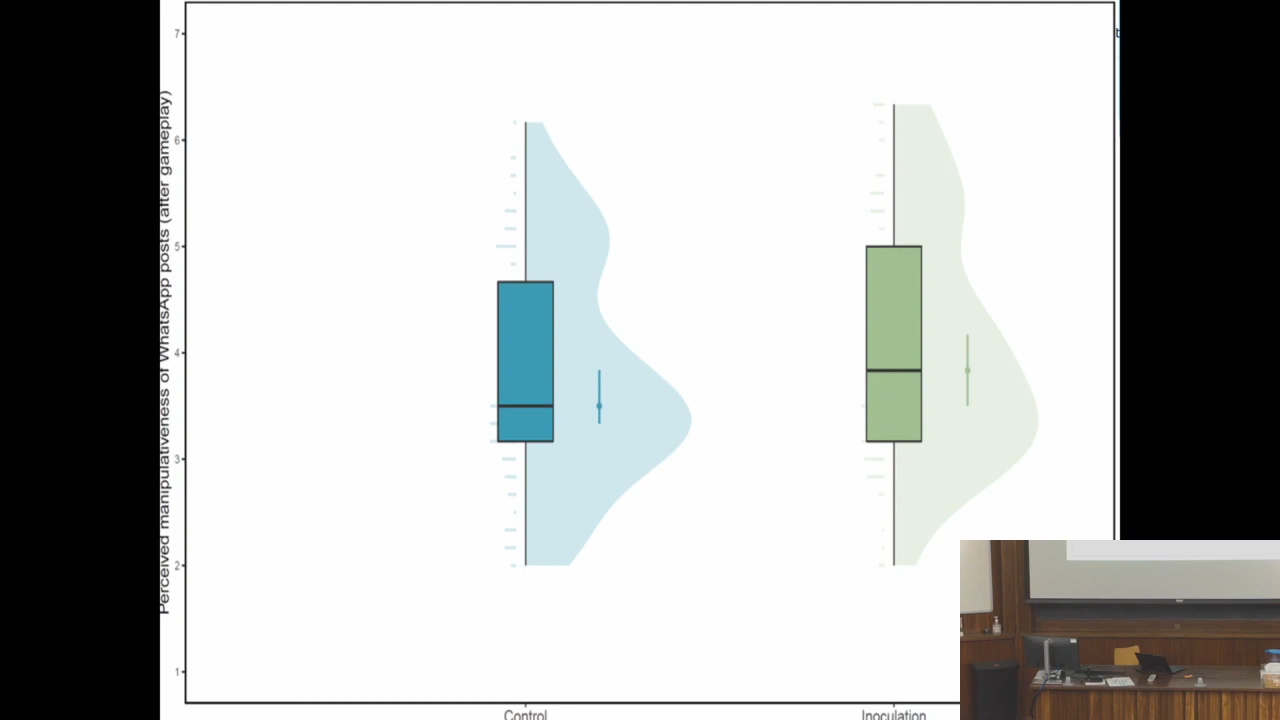 Perceived manipulativeness of WhatsApp posts (after gameplay)
7
6
5
4
3
2
1
Control
Inoculation